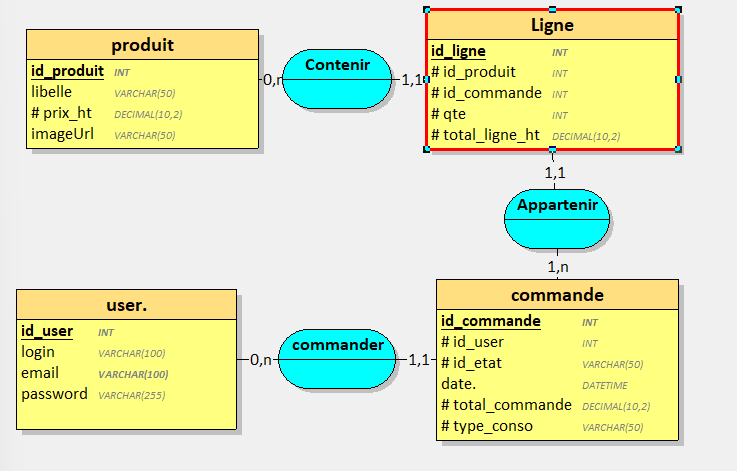 produit
id_produit INT
libelle VARCHAR(50)
# prix_ht DECIMAL(10,2)
imageUrl VARCHAR(50)
0,n
Contenir
1,1
Ligne
id_ligne INT
# id_produit INT
# id_commande INT
# qte INT
# total_ligne_ht DECIMAL(10,2)
1,1
Appartenir
1,n
user.
id_user INT
login VARCHAR(100)
email VARCHAR(100)
password VARCHAR(255)
0,n
commander
1,1
commande
id_commande INT
# id_user INT
# id_etat VARCHAR(50)
date. DATETIME
# total_commande DECIMAL(10,2)
# type_conso VARCHAR(50)